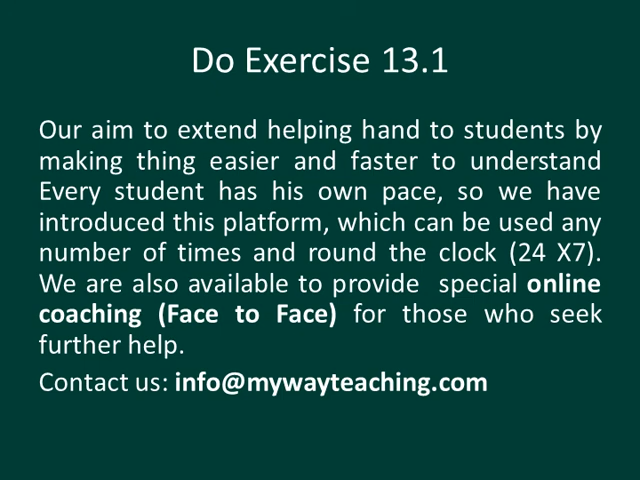 Do Exercise 13.1
Our aim to extend helping hand to students by
making thing easier and faster to understand
Every student has his own pace, so we have
introduced this platform, which can be used any
number of times and round the clock (24 X7).
We are also available to provide special online
coaching (Face to Face) for those who seek
further help.
Contact us: info@mywayteaching.com